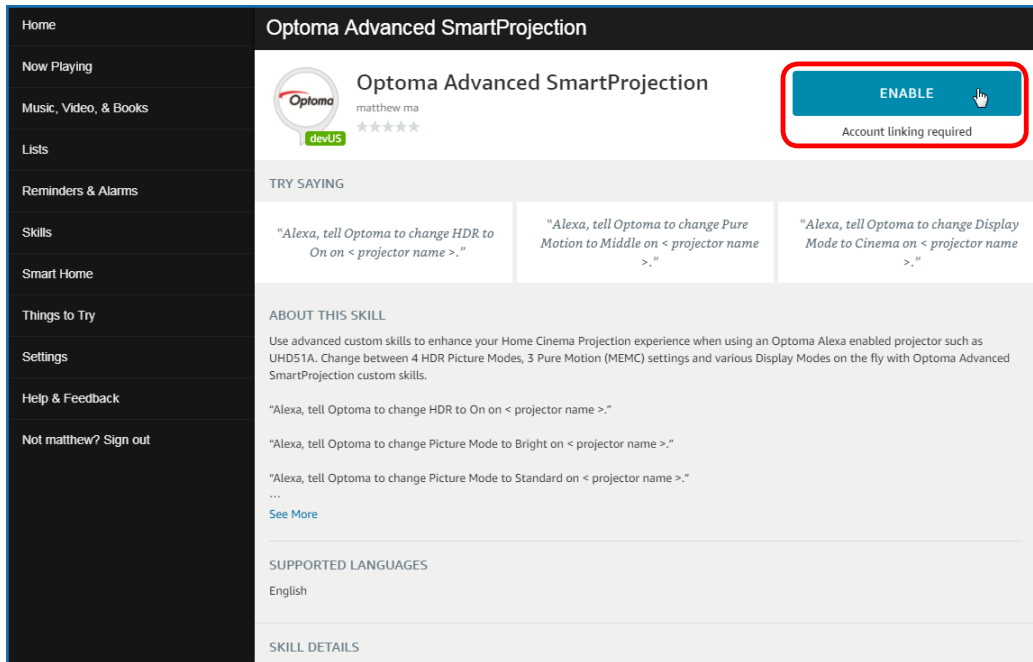 Home
Now Playing
Music, Video, & Books
Lists
Reminders & Alarms
Skills
Smart Home
Things to Try
Settings
Help & Feedback
Not matthew? Sign out
Optoma Advanced SmartProjection
Optoma
devUS
Optoma Advanced SmartProjection
matthew ma
ENABLE
Account linking required
TRY SAYING
"Alexa, tell Optoma to change HDR to
On on < projector name >."
"Alexa, tell Optoma to change Pure
Motion to Middle on < projector name
>."
"Alexa, tell Optoma to change Display
Mode to Cinema on < projector name
>."
ABOUT THIS SKILL
Use advanced custom skills to enhance your Home Cinema Projection experience when using an Optoma Alexa enabled projector such as
UHD51A. Change between 4 HDR Picture Modes, 3 Pure Motion (MEMC) settings and various Display Modes on the fly with Optoma Advanced
SmartProjection custom skills.
“Alexa, tell Optoma to change HDR to On on < projector name >.”
“Alexa, tell Optoma to change Picture Mode to Bright on < projector name >.”
“Alexa, tell Optoma to change Picture Mode to Standard on < projector name >.”
...
See More
SUPPORTED LANGUAGES
English
SKILL DETAILS